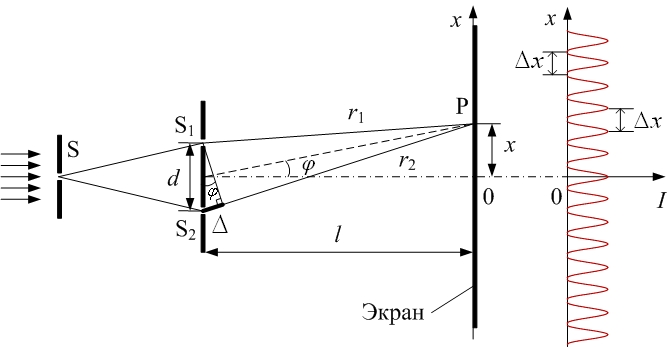 x
x
Δx
S₁
r₁
P
Δx
S
d
φ
r₂
x
φ
0
0
I
S₂
Δ
l
Экран